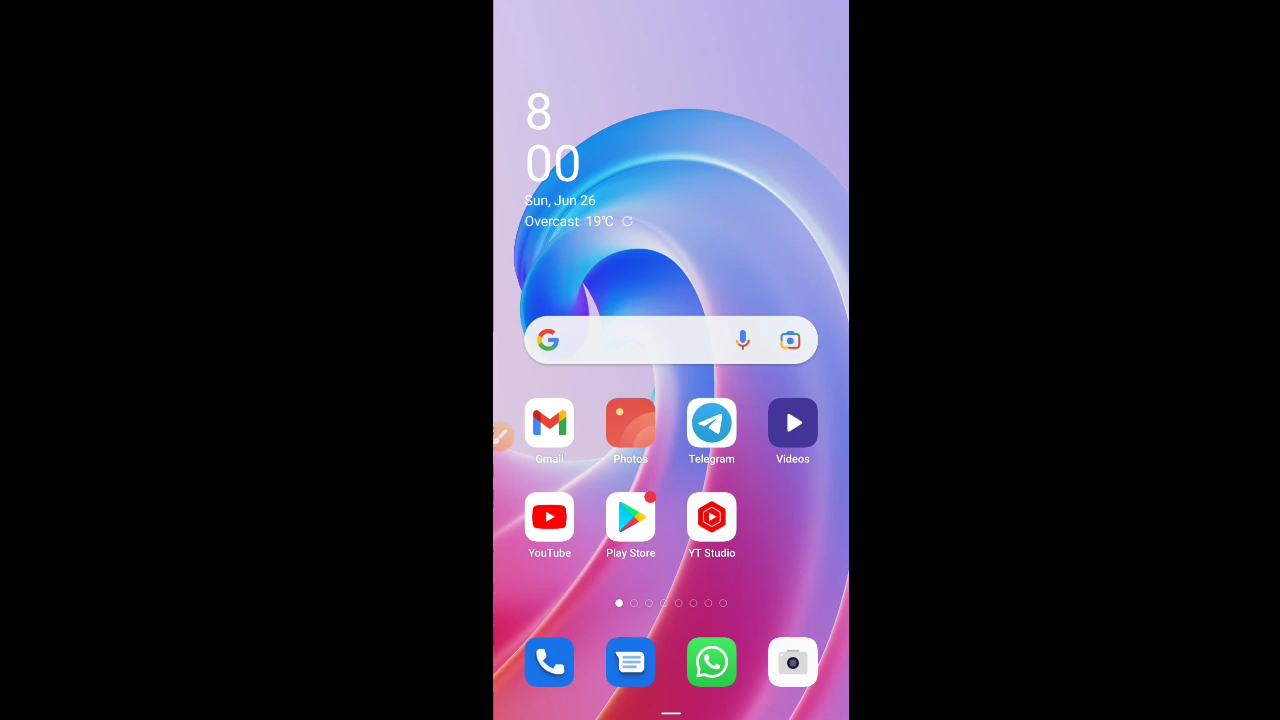 8
00
Sun, Jun 26
Overcast 19℃
Gmail Photos Telegram Videos
YouTube Play Store YT Studio